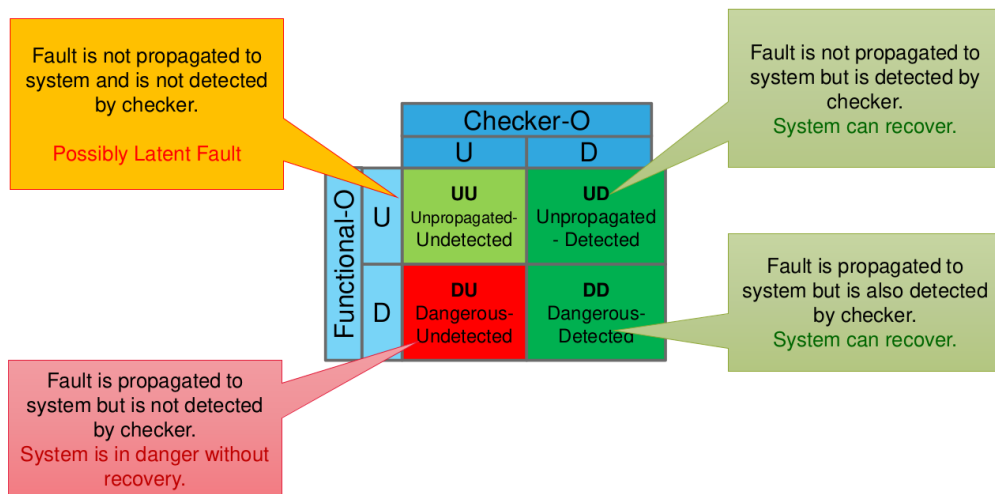 Fault is not propagated to
system and is not detected
by checker.
Possibly Latent Fault
Fault is not propagated to
system but is detected by
checker.
System can recover.
Checker-O
U
D
Functional-O
U
UU
Unpropagated-
Undetected
UD
Unpropagated
- Detected
D
DU
Dangerous-
Undetected
DD
Dangerous-
Detected
Fault is propagated to
system but is also detected
by checker.
System can recover.
Fault is propagated to
system but is not detected
by checker.
System is in danger without
recovery.